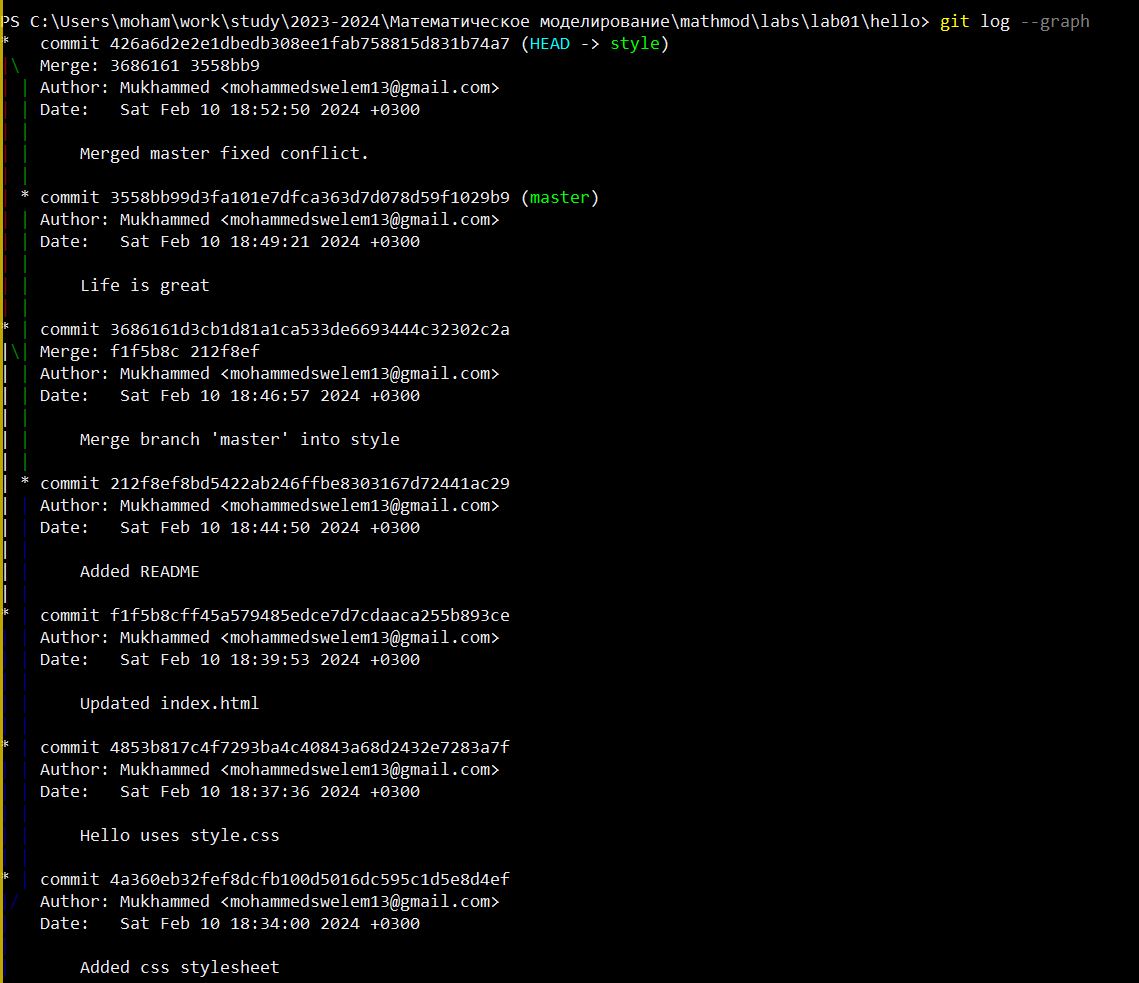 PS C:\Users\moham\work\study\2023-2024\Математическое моделирование\mathmod\labs\lab01\hello> git log --graph
*   commit 426a6d2e2e1dbedb308ee1fab758815d831b74a7 (HEAD -> style)
|\  Merge: 3686161 3558bb9
| | Author: Mukhammed <mohammedswelem13@gmail.com>
| | Date:   Sat Feb 10 18:52:50 2024 +0300
| |
| |     Merged master fixed conflict.
| |
| * commit 3558bb99d3fa101e7dfca363d7d078d59f1029b9 (master)
| | Author: Mukhammed <mohammedswelem13@gmail.com>
| | Date:   Sat Feb 10 18:49:21 2024 +0300
| |
| |     Life is great
| |
* | commit 3686161d3cb1d81a1ca533de6693444c32302c2a
|\| Merge: f1f5b8c 212f8ef
| | Author: Mukhammed <mohammedswelem13@gmail.com>
| | Date:   Sat Feb 10 18:46:57 2024 +0300
| |
| |     Merge branch 'master' into style
| |
| * commit 212f8ef8bd5422ab246ffbe8303167d72441ac29
| | Author: Mukhammed <mohammedswelem13@gmail.com>
| | Date:   Sat Feb 10 18:44:50 2024 +0300
| |
| |     Added README
| |
* | commit f1f5b8cff45a579485edce7d7cdaaca255b893ce
| | Author: Mukhammed <mohammedswelem13@gmail.com>
| | Date:   Sat Feb 10 18:39:53 2024 +0300
| |
| |     Updated index.html
| |
* | commit 4853b817c4f7293ba4c40843a68d2432e7283a7f
| | Author: Mukhammed <mohammedswelem13@gmail.com>
| | Date:   Sat Feb 10 18:37:36 2024 +0300
| |
| |     Hello uses style.css
| |
* | commit 4a360eb32fef8dcfb100d5016dc595c1d5e8d4ef
|/  Author: Mukhammed <mohammedswelem13@gmail.com>
|   Date:   Sat Feb 10 18:34:00 2024 +0300
|
|       Added css stylesheet